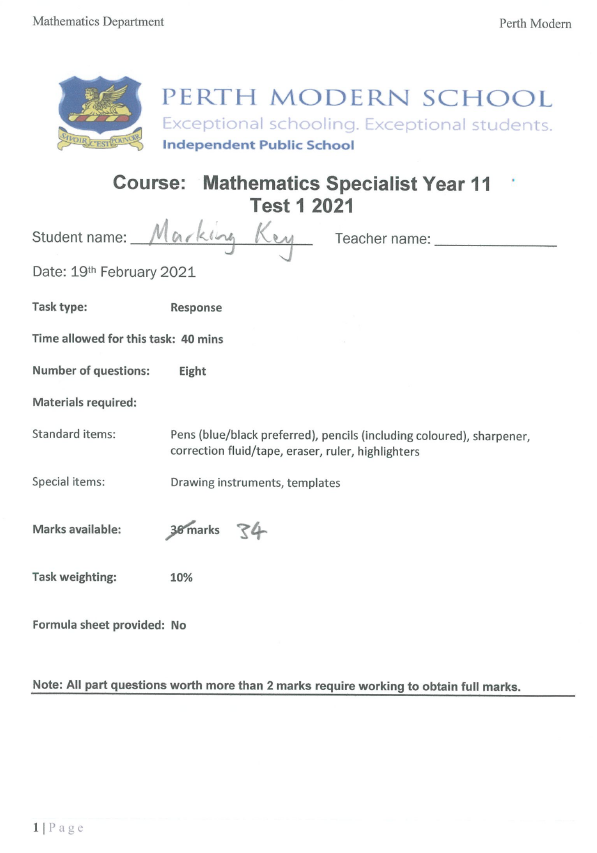 Mathematics Department Perth Modern
SAVOIR C'EST POUVOIR
PERTH MODERN SCHOOL
Exceptional schooling. Exceptional students.
Independent Public School
Course: Mathematics Specialist Year 11
Test 1 2021
Student name: Marking Key Teacher name:
Date: 19th February 2021
Task type: Response
Time allowed for this task: 40 mins
Number of questions: Eight
Materials required:
Standard items: Pens (blue/black preferred), pencils (including coloured), sharpener,
correction fluid/tape, eraser, ruler, highlighters
Special items: Drawing instruments, templates
Marks available: 36 marks 34
Task weighting: 10%
Formula sheet provided: No
Note: All part questions worth more than 2 marks require working to obtain full marks.
1 | Page